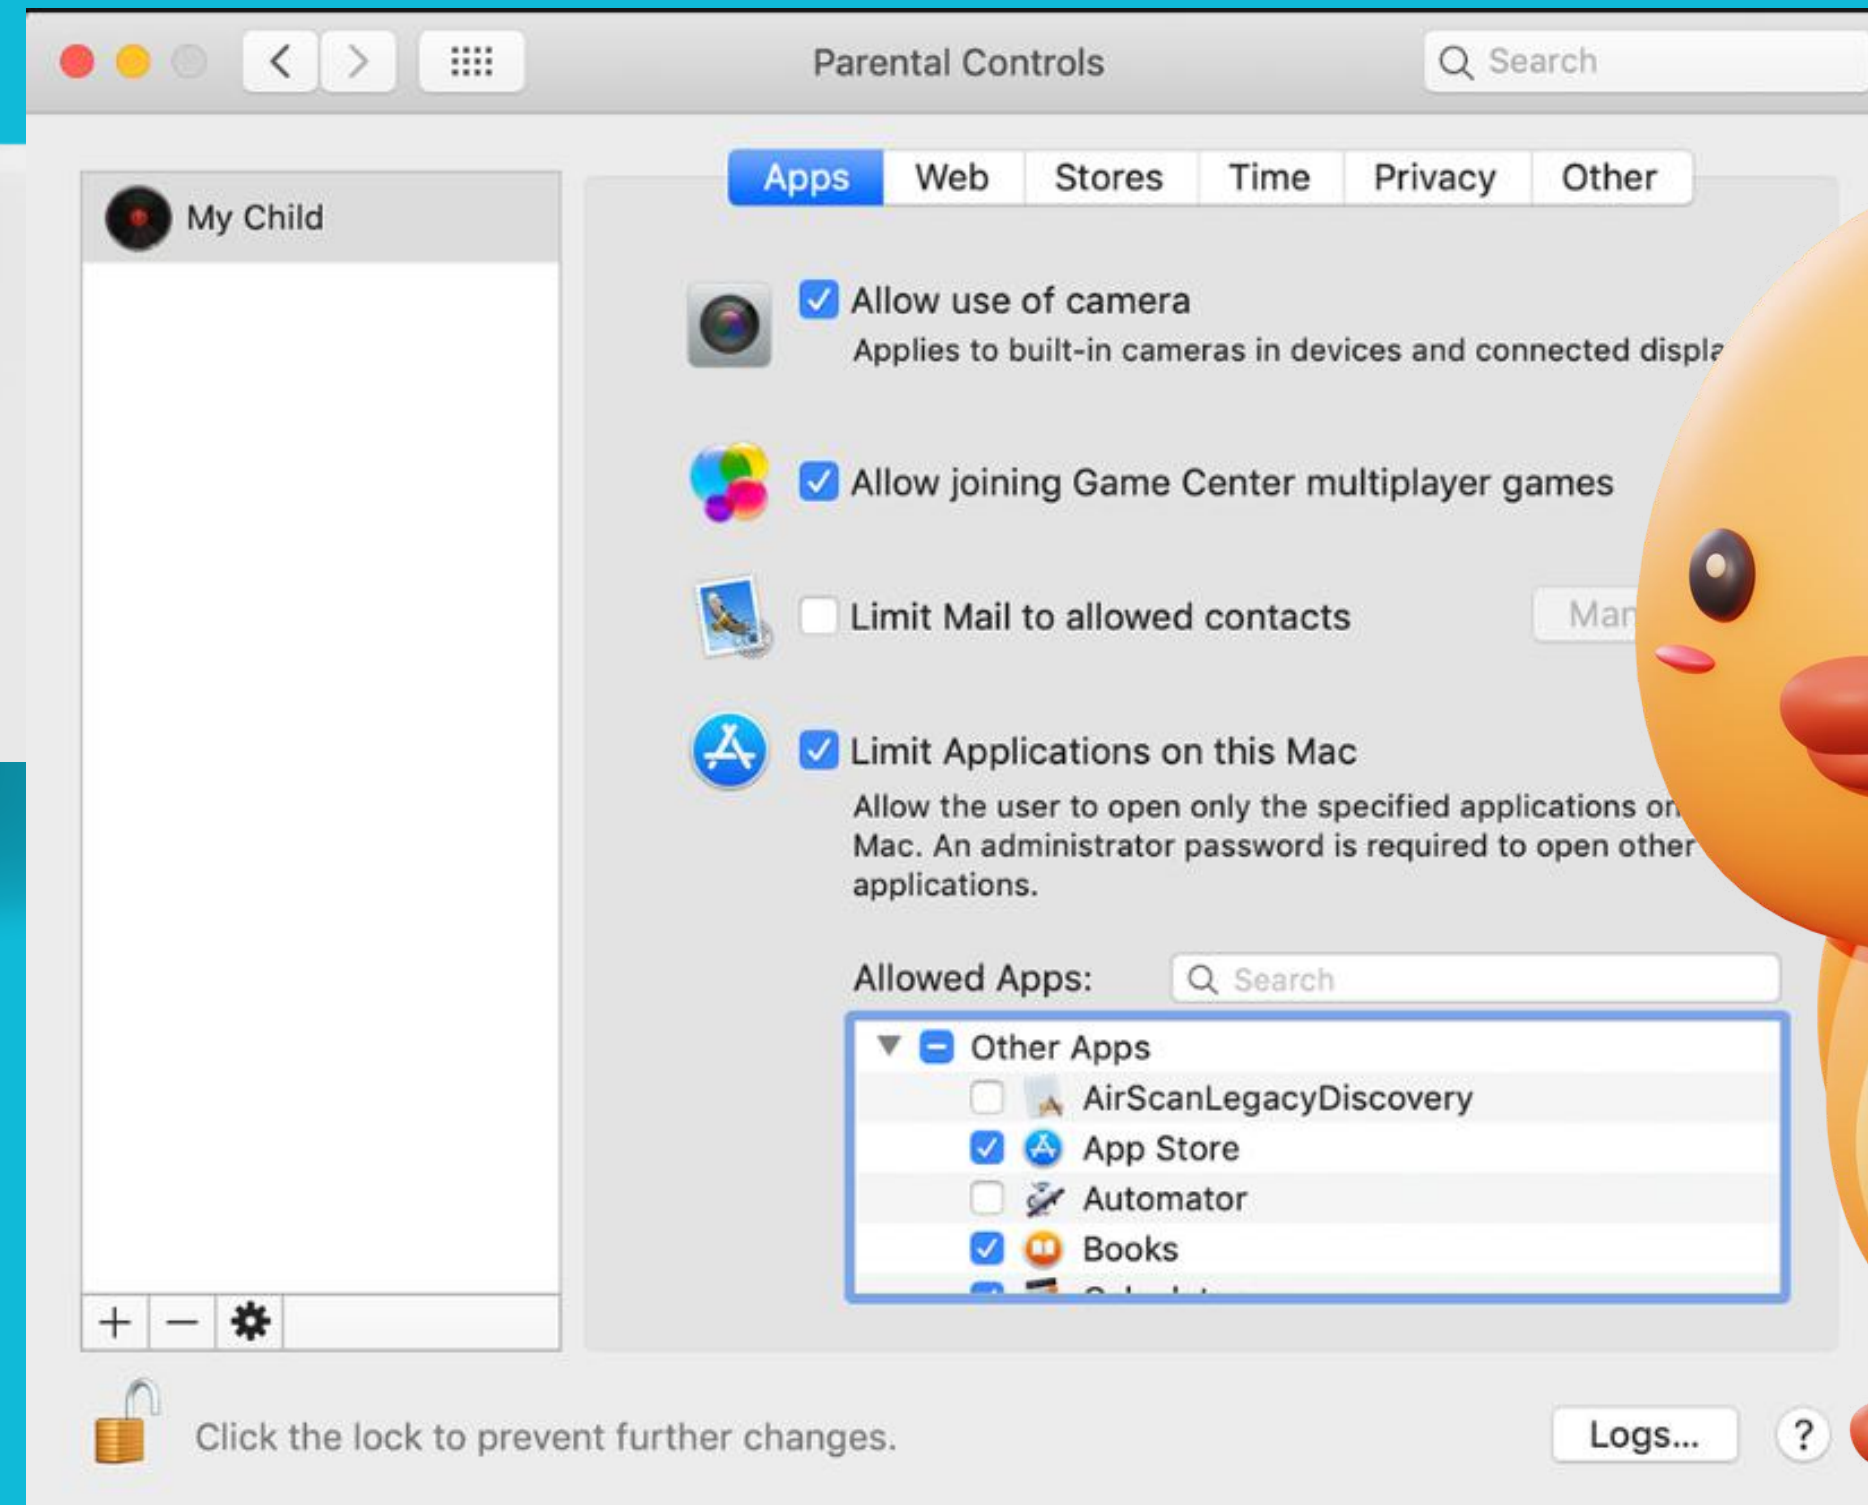 Parental Controls
Search
My Child
Apps Web Stores Time Privacy Other
Allow use of camera
Applies to built-in cameras in devices and connected
Allow joining Game Center multiplayer games
Limit Mail to allowed contacts
Limit Applications on this Mac
Allow the user to open only the specified applications on
Mac. An administrator password is required to open other
applications.
Allowed Apps:
Search
Other Apps
AirScanLegacyDiscovery
App Store
Automator
Books
Click the lock to prevent further changes.
Logs...
?